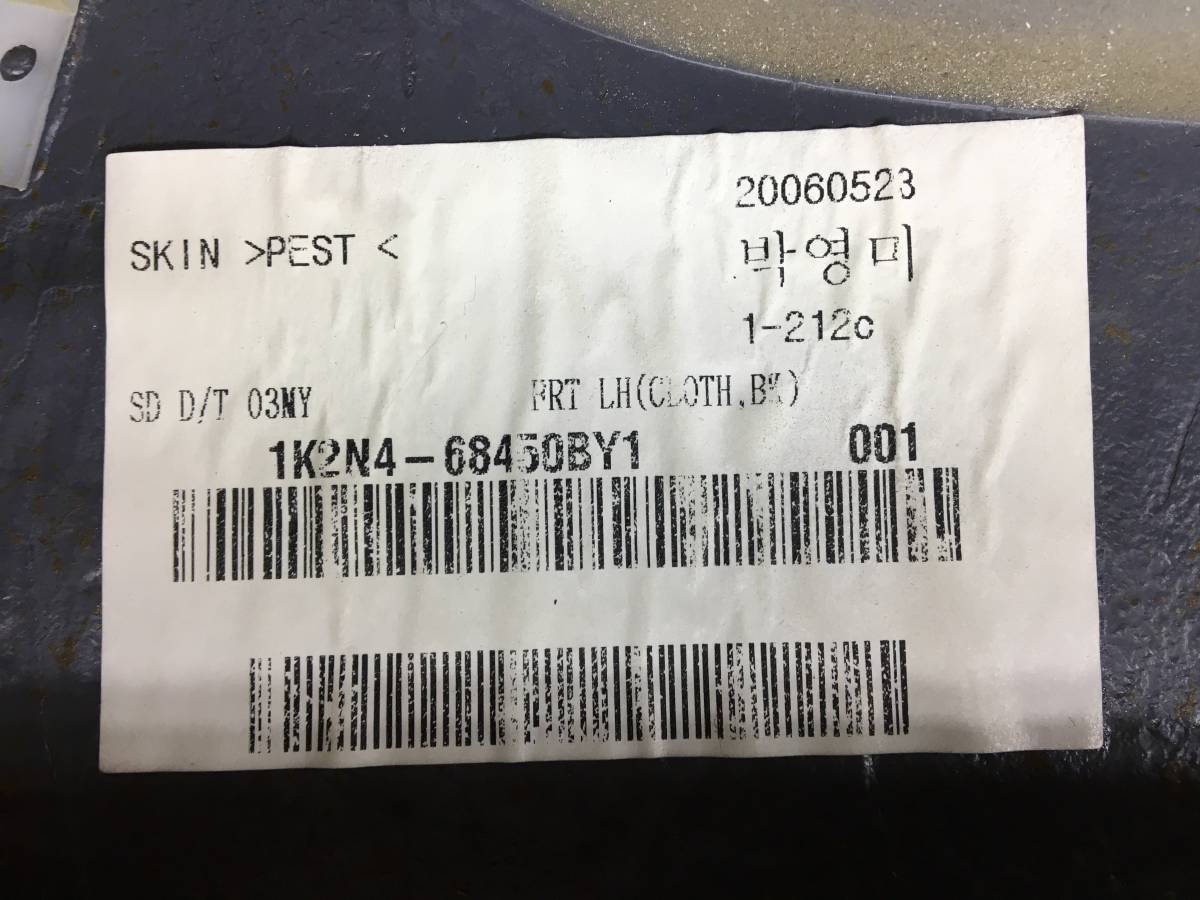 20060523
SKIN >PEST <
박영미
1-212c
SD D/T 03MY FRT LH(CLOTH,BK)
1K2N4-68450BY1 001